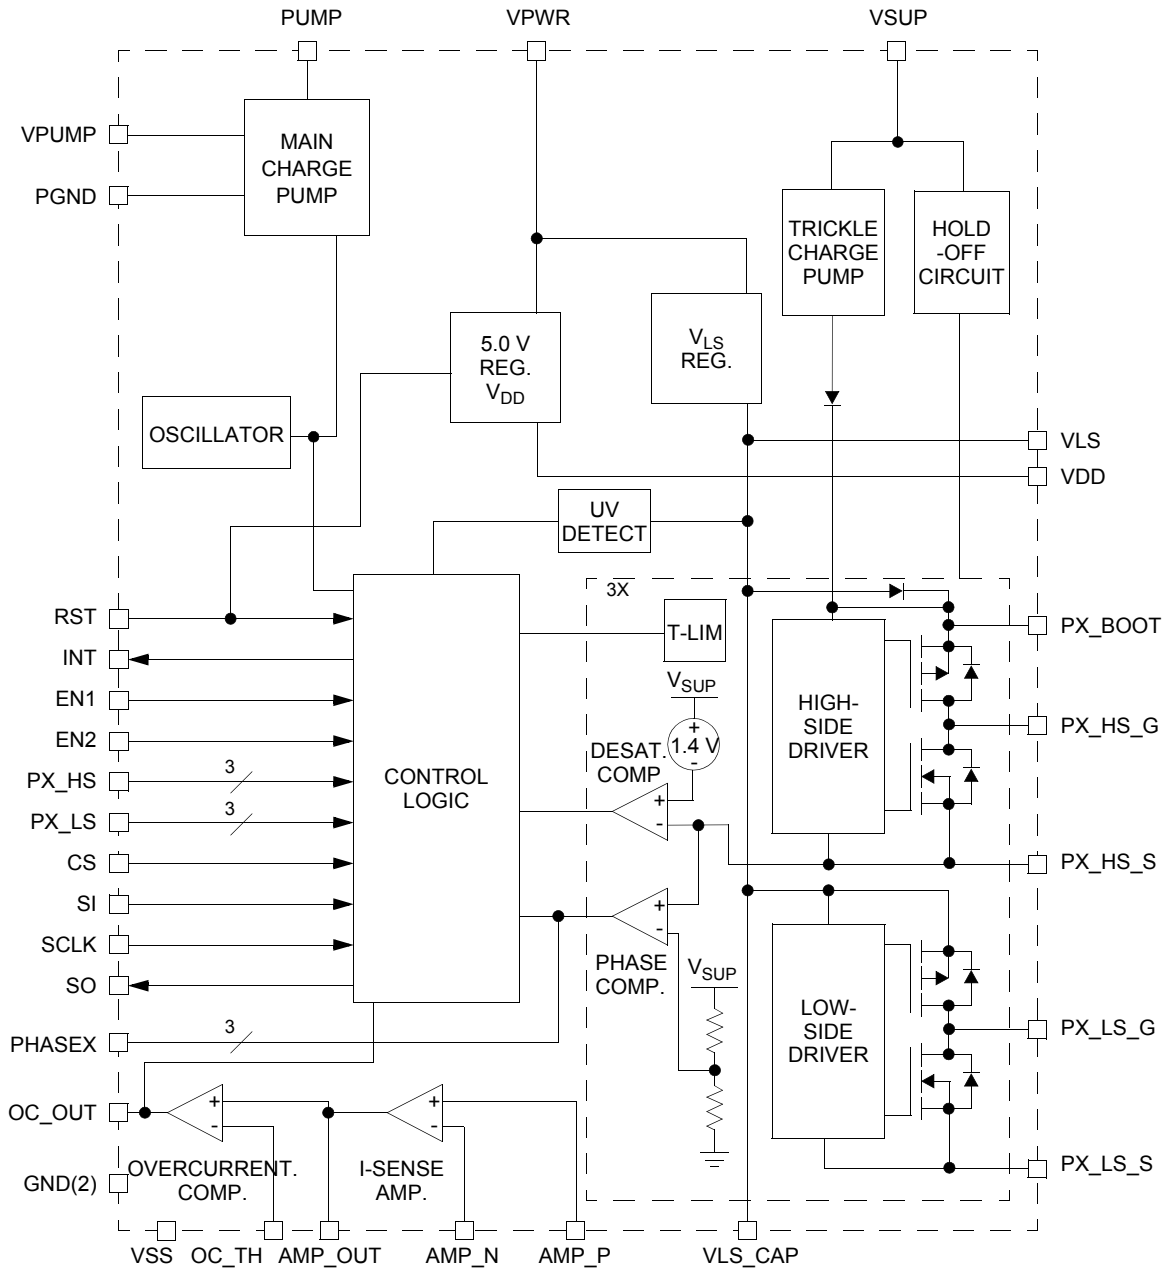 PUMP
VPWR
VSUP
VPUMP
PGND
MAIN
CHARGE
PUMP
TRICKLE
CHARGE
PUMP
HOLD
-OFF
CIRCUIT
5.0 V
REG.
VDD
VLS
REG.
OSCILLATOR
VLS
VDD
UV
DETECT
3X
RST
INT
EN1
EN2
PX_HS
3
PX_LS
3
CS
SI
SCLK
SO
PHASEX
3
OC_OUT
GND(2)
CONTROL
LOGIC
T-LIM
VSUP
+
1.4 V
-
DESAT.
COMP.
+
-
+
-
PHASE
COMP.
VSUP
HIGH-
SIDE
DRIVER
LOW-
SIDE
DRIVER
PX_BOOT
PX_HS_G
PX_HS_S
PX_LS_G
PX_LS_S
+
-
OVERCURRENT.
COMP.
+
-
I-SENSE
AMP.
VSS
OC_TH
AMP_OUT
AMP_N
AMP_P
VLS_CAP